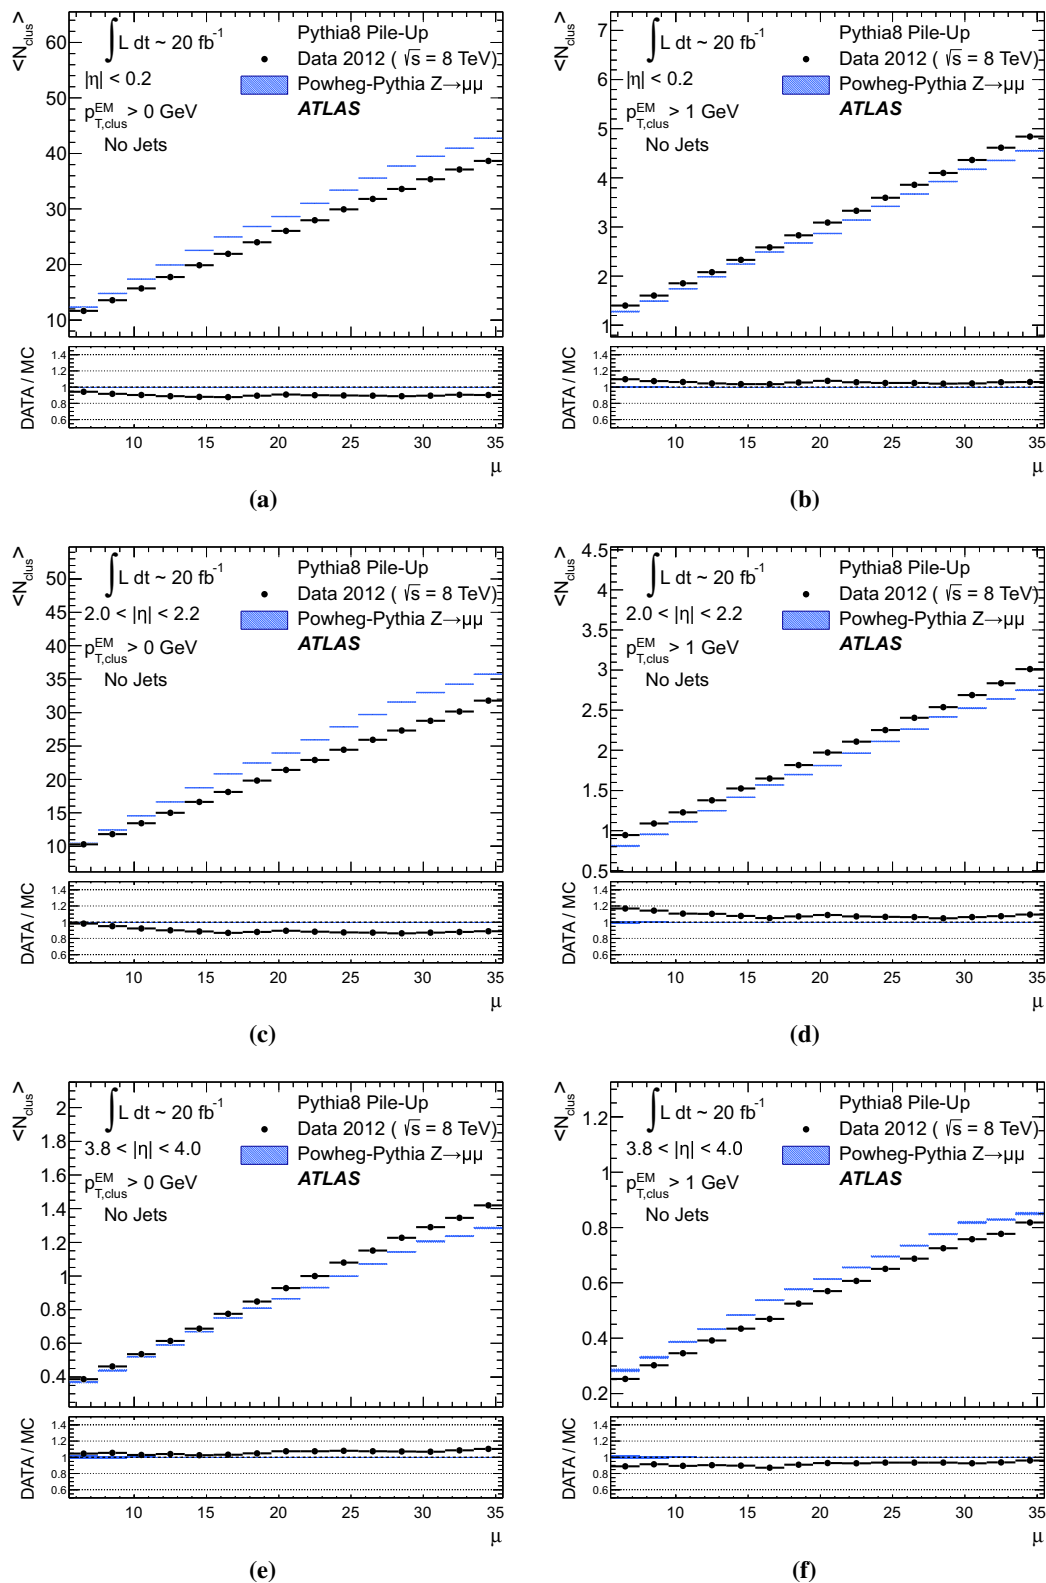 <N_clus>
60
50
40
30
20
10
∫ L dt ~ 20 fb⁻¹
|η| < 0.2
p_T,clus^EM > 0 GeV
No Jets
Pythia8 Pile-Up
Data 2012 ( √s = 8 TeV)
Powheg-Pythia Z→μμ
ATLAS
DATA / MC
1.4
1.2
1
0.8
0.6
10 15 20 25 30 35
μ
(a)
<N_clus>
7
6
5
4
3
2
1
∫ L dt ~ 20 fb⁻¹
|η| < 0.2
p_T,clus^EM > 1 GeV
No Jets
Pythia8 Pile-Up
Data 2012 ( √s = 8 TeV)
Powheg-Pythia Z→μμ
ATLAS
DATA / MC
1.4
1.2
1
0.8
0.6
10 15 20 25 30 35
μ
(b)
<N_clus>
50
45
40
35
30
25
20
15
10
∫ L dt ~ 20 fb⁻¹
2.0 < |η| < 2.2
p_T,clus^EM > 0 GeV
No Jets
Pythia8 Pile-Up
Data 2012 ( √s = 8 TeV)
Powheg-Pythia Z→μμ
ATLAS
DATA / MC
1.4
1.2
1
0.8
0.6
10 15 20 25 30 35
μ
(c)
<N_clus>
4.5
4
3.5
3
2.5
2
1.5
1
0.5
∫ L dt ~ 20 fb⁻¹
2.0 < |η| < 2.2
p_T,clus^EM > 1 GeV
No Jets
Pythia8 Pile-Up
Data 2012 ( √s = 8 TeV)
Powheg-Pythia Z→μμ
ATLAS
DATA / MC
1.4
1.2
1
0.8
0.6
10 15 20 25 30 35
μ
(d)
<N_clus>
2
1.8
1.6
1.4
1.2
1
0.8
0.6
0.4
∫ L dt ~ 20 fb⁻¹
3.8 < |η| < 4.0
p_T,clus^EM > 0 GeV
No Jets
Pythia8 Pile-Up
Data 2012 ( √s = 8 TeV)
Powheg-Pythia Z→μμ
ATLAS
DATA / MC
1.4
1.2
1
0.8
0.6
10 15 20 25 30 35
μ
(e)
<N_clus>
1.2
1
0.8
0.6
0.4
0.2
∫ L dt ~ 20 fb⁻¹
3.8 < |η| < 4.0
p_T,clus^EM > 1 GeV
No Jets
Pythia8 Pile-Up
Data 2012 ( √s = 8 TeV)
Powheg-Pythia Z→μμ
ATLAS
DATA / MC
1.4
1.2
1
0.8
0.6
10 15 20 25 30 35
μ
(f)